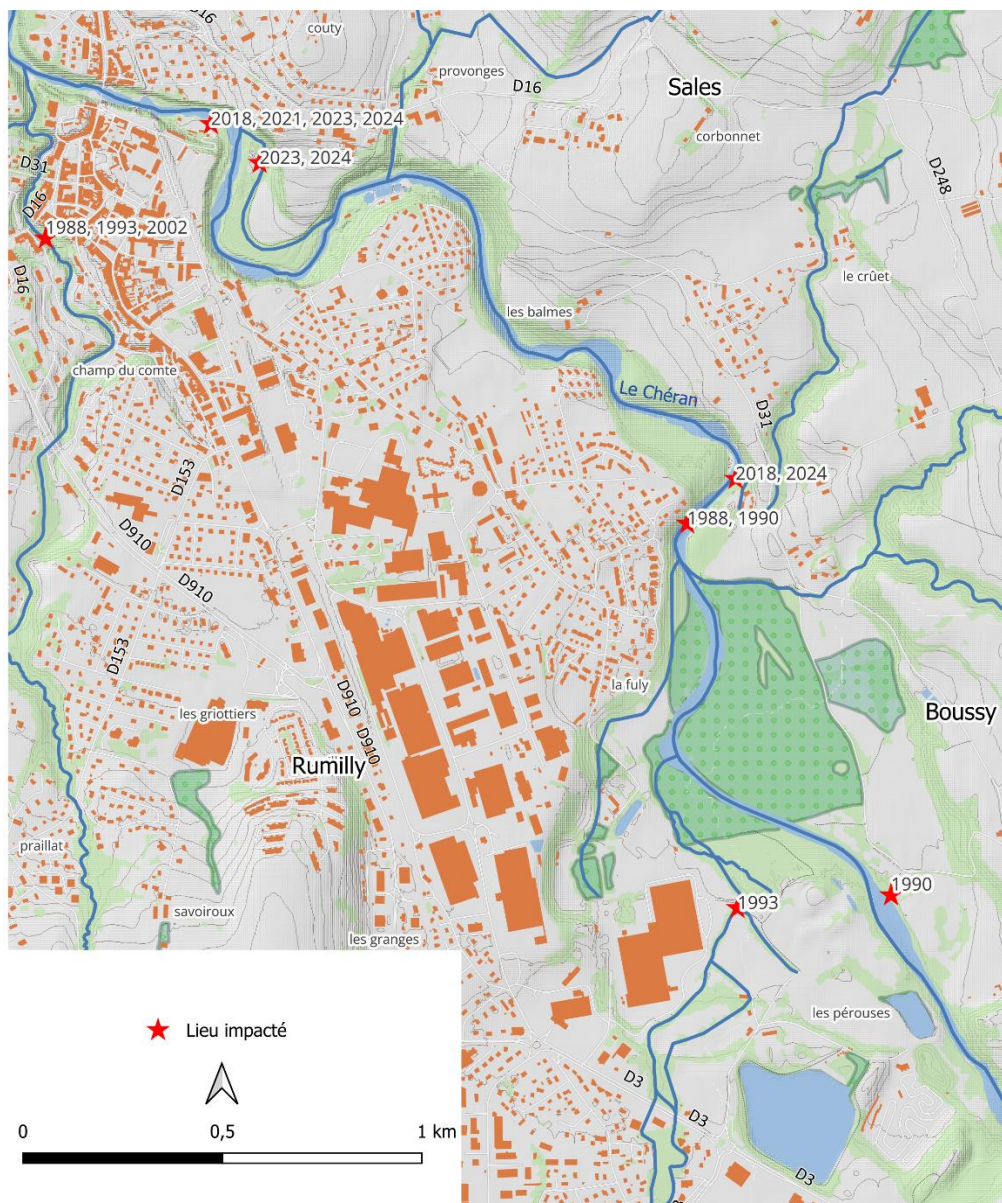 D16
couty
provonges
D16
Sales
corbonnet
2018, 2021, 2023, 2024
2023, 2024
D31
D16
D248
1988, 1993, 2002
D16
le crûet
les balmes
champ du comte
Le Chéran
D31
D153
2018, 2024
D910
1988, 1990
D910
D153
la fuly
les griottiers
D910
Boussy
D910
Rumilly
praillat
1990
1993
savoiroux
les granges
les pérouses
Lieu impacté
D3
D3
0 0,5 1 km
D3